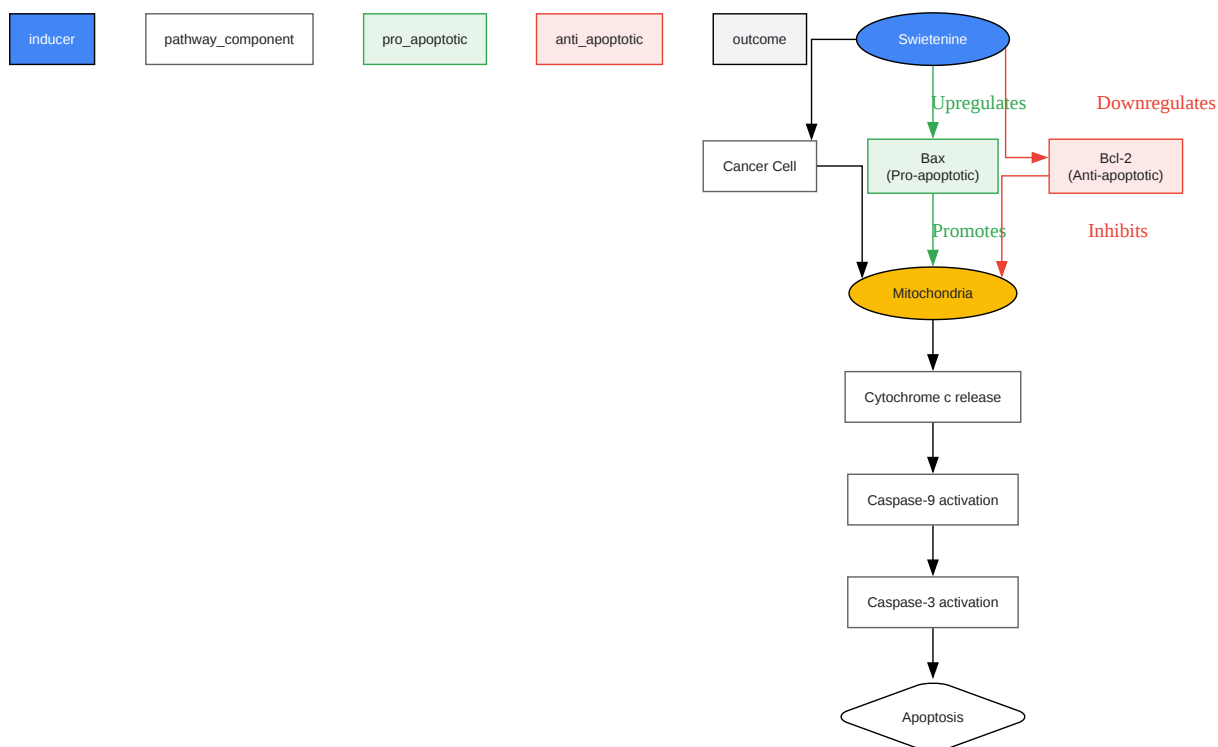 inducer
pathway_component
pro_apoptotic
anti_apoptotic
outcome
Swietenine
Upregulates
Downregulates
Cancer Cell
Bax
(Pro-apoptotic)
Bcl-2
(Anti-apoptotic)
Promotes
Inhibits
Mitochondria
Cytochrome c release
Caspase-9 activation
Caspase-3 activation
Apoptosis